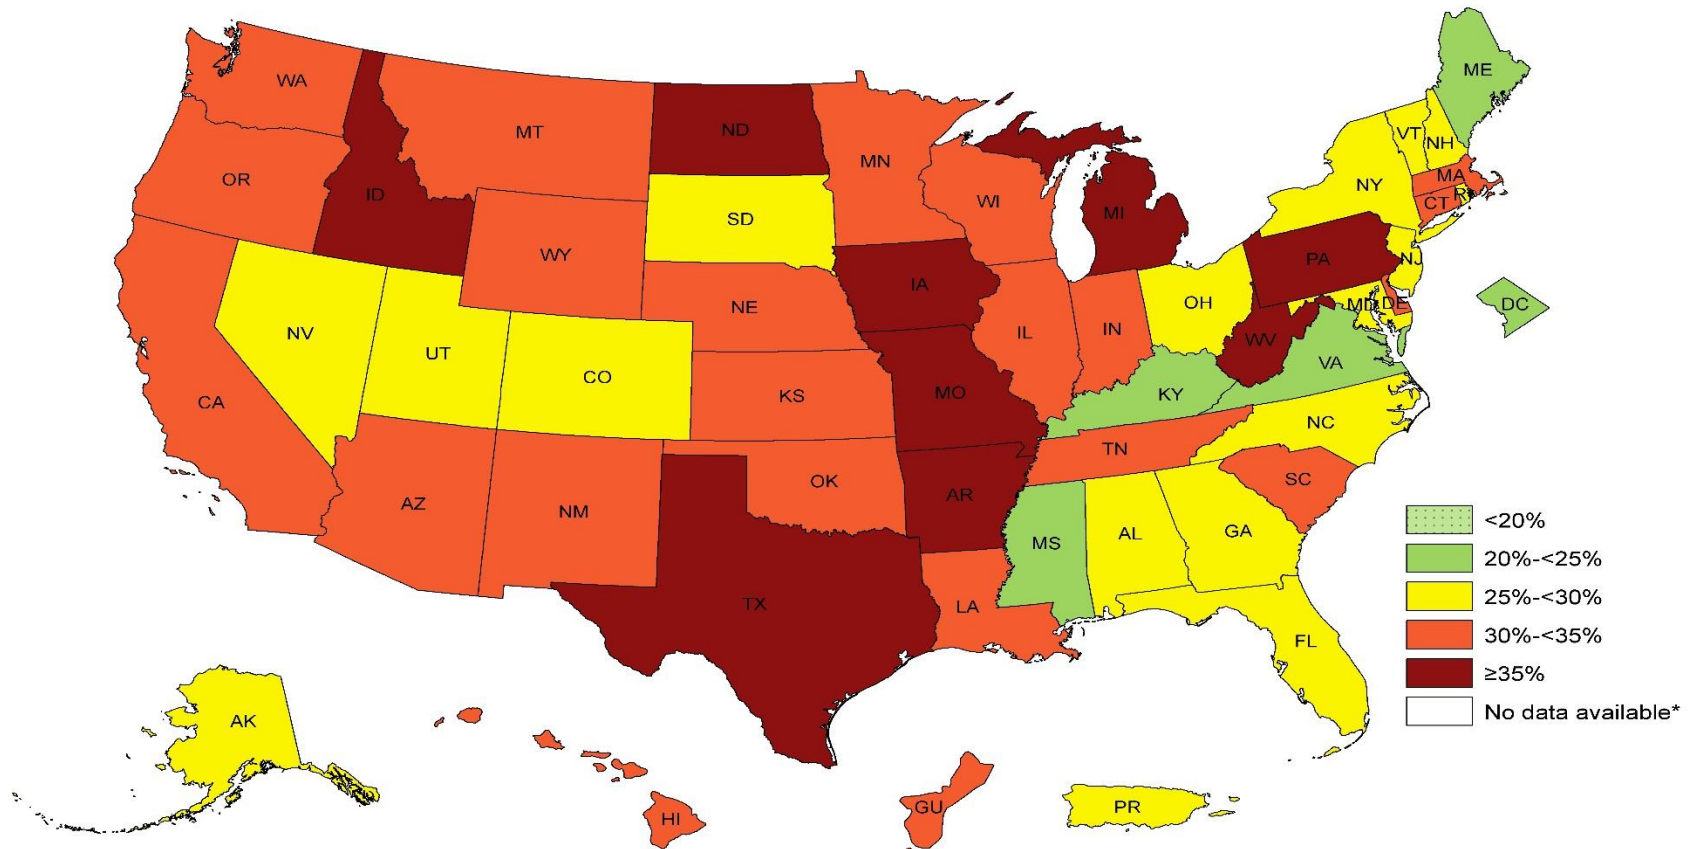 WA
MT
ND
MN
ME
VT
NH
OR
ID
SD
WI
MI
NY
MA
CT
RI
WY
IA
PA
NJ
NE
OH
MD
DE
DC
NV
UT
CO
IL
IN
WV
VA
CA
KS
MO
KY
NC
TN
AZ
NM
OK
AR
SC
MS
AL
GA
TX
LA
FL
<20%
20%-<25%
25%-<30%
30%-<35%
≥35%
No data available*
AK
HI
GU
PR